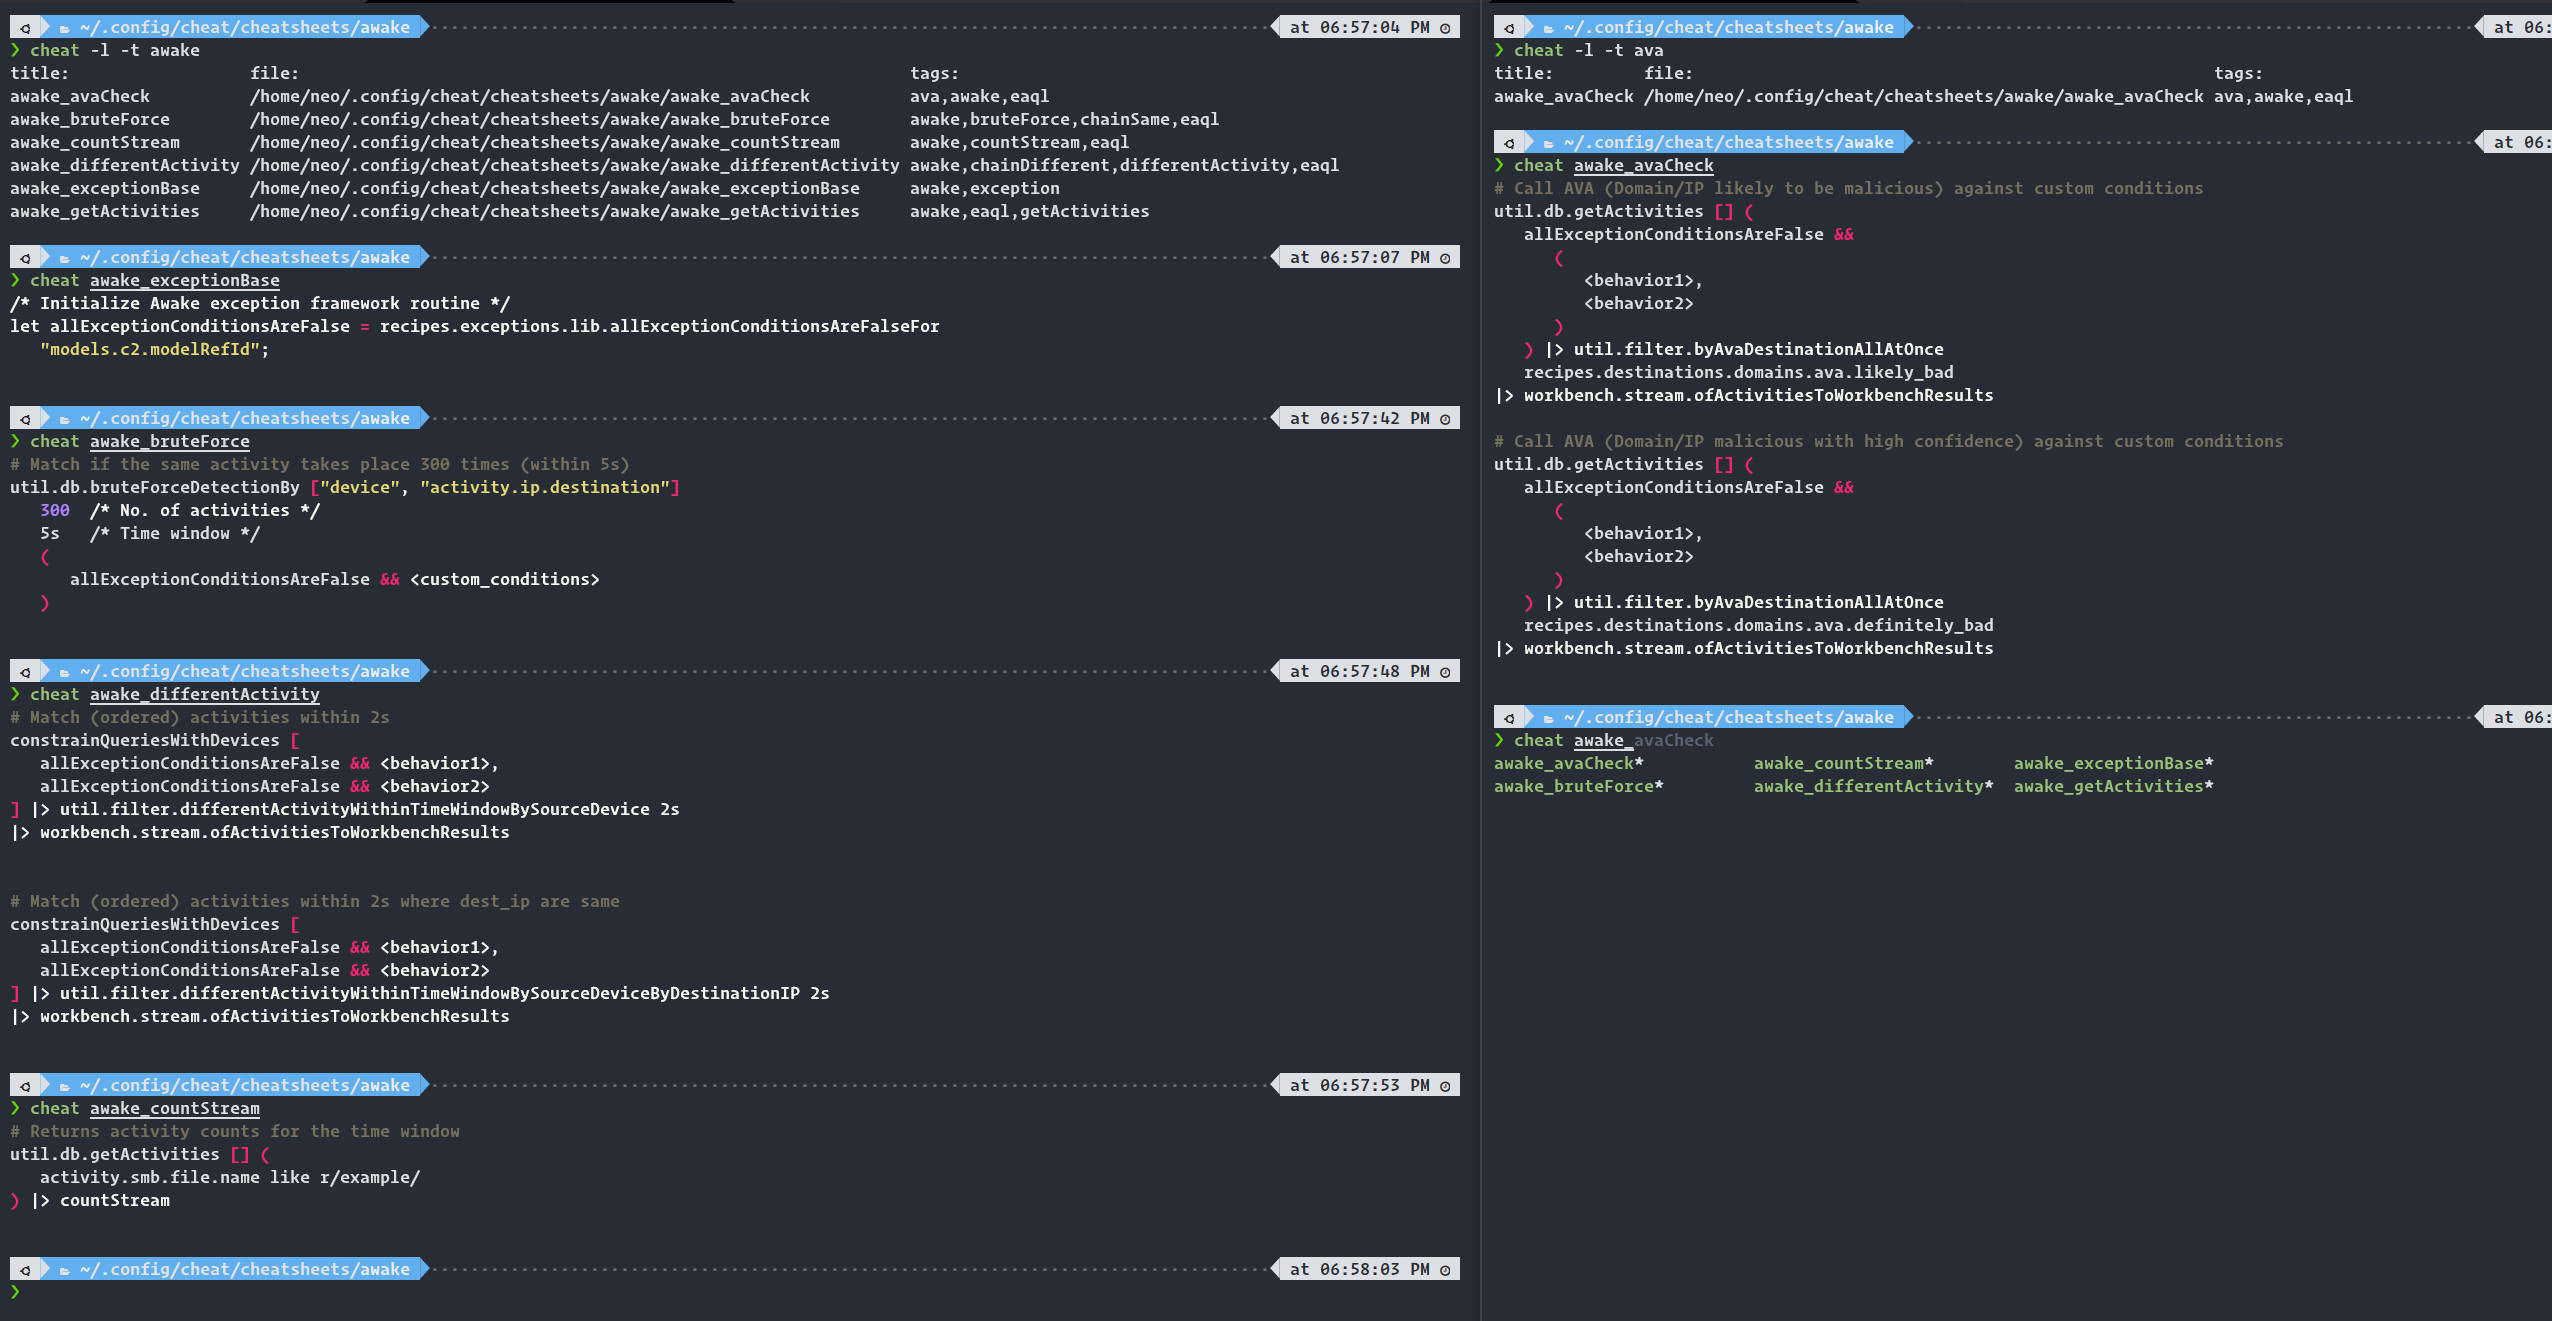 ~/.config/cheat/cheatsheets/awake at 06:57:04 PM
❯ cheat -l -t awake
title: file: tags:
awake_avaCheck /home/neo/.config/cheat/cheatsheets/awake/awake_avaCheck ava,awake,eaql
awake_bruteForce /home/neo/.config/cheat/cheatsheets/awake/awake_bruteForce awake,bruteForce,chainSame,eaql
awake_countStream /home/neo/.config/cheat/cheatsheets/awake/awake_countStream awake,countStream,eaql
awake_differentActivity /home/neo/.config/cheat/cheatsheets/awake/awake_differentActivity awake,chainDifferent,differentActivity,eaql
awake_exceptionBase /home/neo/.config/cheat/cheatsheets/awake/awake_exceptionBase awake,exception
awake_getActivities /home/neo/.config/cheat/cheatsheets/awake/awake_getActivities awake,eaql,getActivities
~/.config/cheat/cheatsheets/awake at 06:57:07 PM
❯ cheat awake_exceptionBase
/* Initialize Awake exception framework routine */
let allExceptionConditionsAreFalse = recipes.exceptions.lib.allExceptionConditionsAreFalseFor
"models.c2.modelRefId";
~/.config/cheat/cheatsheets/awake at 06:57:42 PM
❯ cheat awake_bruteForce
# Match if the same activity takes place 300 times (within 5s)
util.db.bruteForceDetectionBy ["device", "activity.ip.destination"]
300 /* No. of activities */
5s /* Time window */
(
allExceptionConditionsAreFalse && <custom_conditions>
)
~/.config/cheat/cheatsheets/awake at 06:57:48 PM
❯ cheat awake_differentActivity
# Match (ordered) activities within 2s
constrainQueriesWithDevices [
allExceptionConditionsAreFalse && <behavior1>,
allExceptionConditionsAreFalse && <behavior2>
] |> util.filter.differentActivityWithinTimeWindowBySourceDevice 2s
|> workbench.stream.ofActivitiesToWorkbenchResults
# Match (ordered) activities within 2s where dest_ip are same
constrainQueriesWithDevices [
allExceptionConditionsAreFalse && <behavior1>,
allExceptionConditionsAreFalse && <behavior2>
] |> util.filter.differentActivityWithinTimeWindowBySourceDeviceByDestinationIP 2s
|> workbench.stream.ofActivitiesToWorkbenchResults
~/.config/cheat/cheatsheets/awake at 06:57:53 PM
❯ cheat awake_countStream
# Returns activity counts for the time window
util.db.getActivities [] (
activity.smb.file.name like r/example/
) |> countStream
~/.config/cheat/cheatsheets/awake at 06:58:03 PM
❯
~/.config/cheat/cheatsheets/awake at 06:
❯ cheat -l -t ava
title: file: tags:
awake_avaCheck /home/neo/.config/cheat/cheatsheets/awake/awake_avaCheck ava,awake,eaql
~/.config/cheat/cheatsheets/awake at 06:
❯ cheat awake_avaCheck
# Call AVA (Domain/IP likely to be malicious) against custom conditions
util.db.getActivities [] (
allExceptionConditionsAreFalse &&
(
<behavior1>,
<behavior2>
)
) |> util.filter.byAvaDestinationAllAtOnce
recipes.destinations.domains.ava.likely_bad
|> workbench.stream.ofActivitiesToWorkbenchResults
# Call AVA (Domain/IP malicious with high confidence) against custom conditions
util.db.getActivities [] (
allExceptionConditionsAreFalse &&
(
<behavior1>,
<behavior2>
)
) |> util.filter.byAvaDestinationAllAtOnce
recipes.destinations.domains.ava.definitely_bad
|> workbench.stream.ofActivitiesToWorkbenchResults
~/.config/cheat/cheatsheets/awake at 06:
❯ cheat awake_avaCheck
awake_avaCheck* awake_countStream* awake_exceptionBase*
awake_bruteForce* awake_differentActivity* awake_getActivities*